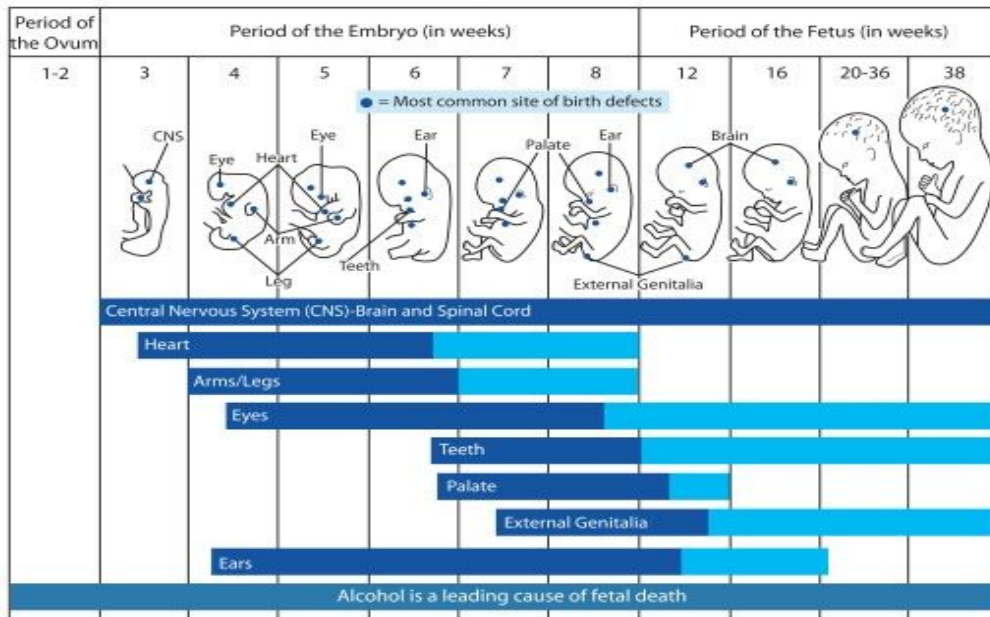 Period of
the Ovum
Period of the Embryo (in weeks)
Period of the Fetus (in weeks)
1-2
3
4
5
6
7
8
12
16
20-36
38
= Most common site of birth defects
CNS
Eye
Heart
Eye
Ear
Palate
Ear
Brain
Arm
Leg
Teeth
External Genitalia
Central Nervous System (CNS)-Brain and Spinal Cord
Heart
Arms/Legs
Eyes
Teeth
Palate
External Genitalia
Ears
Alcohol is a leading cause of fetal death